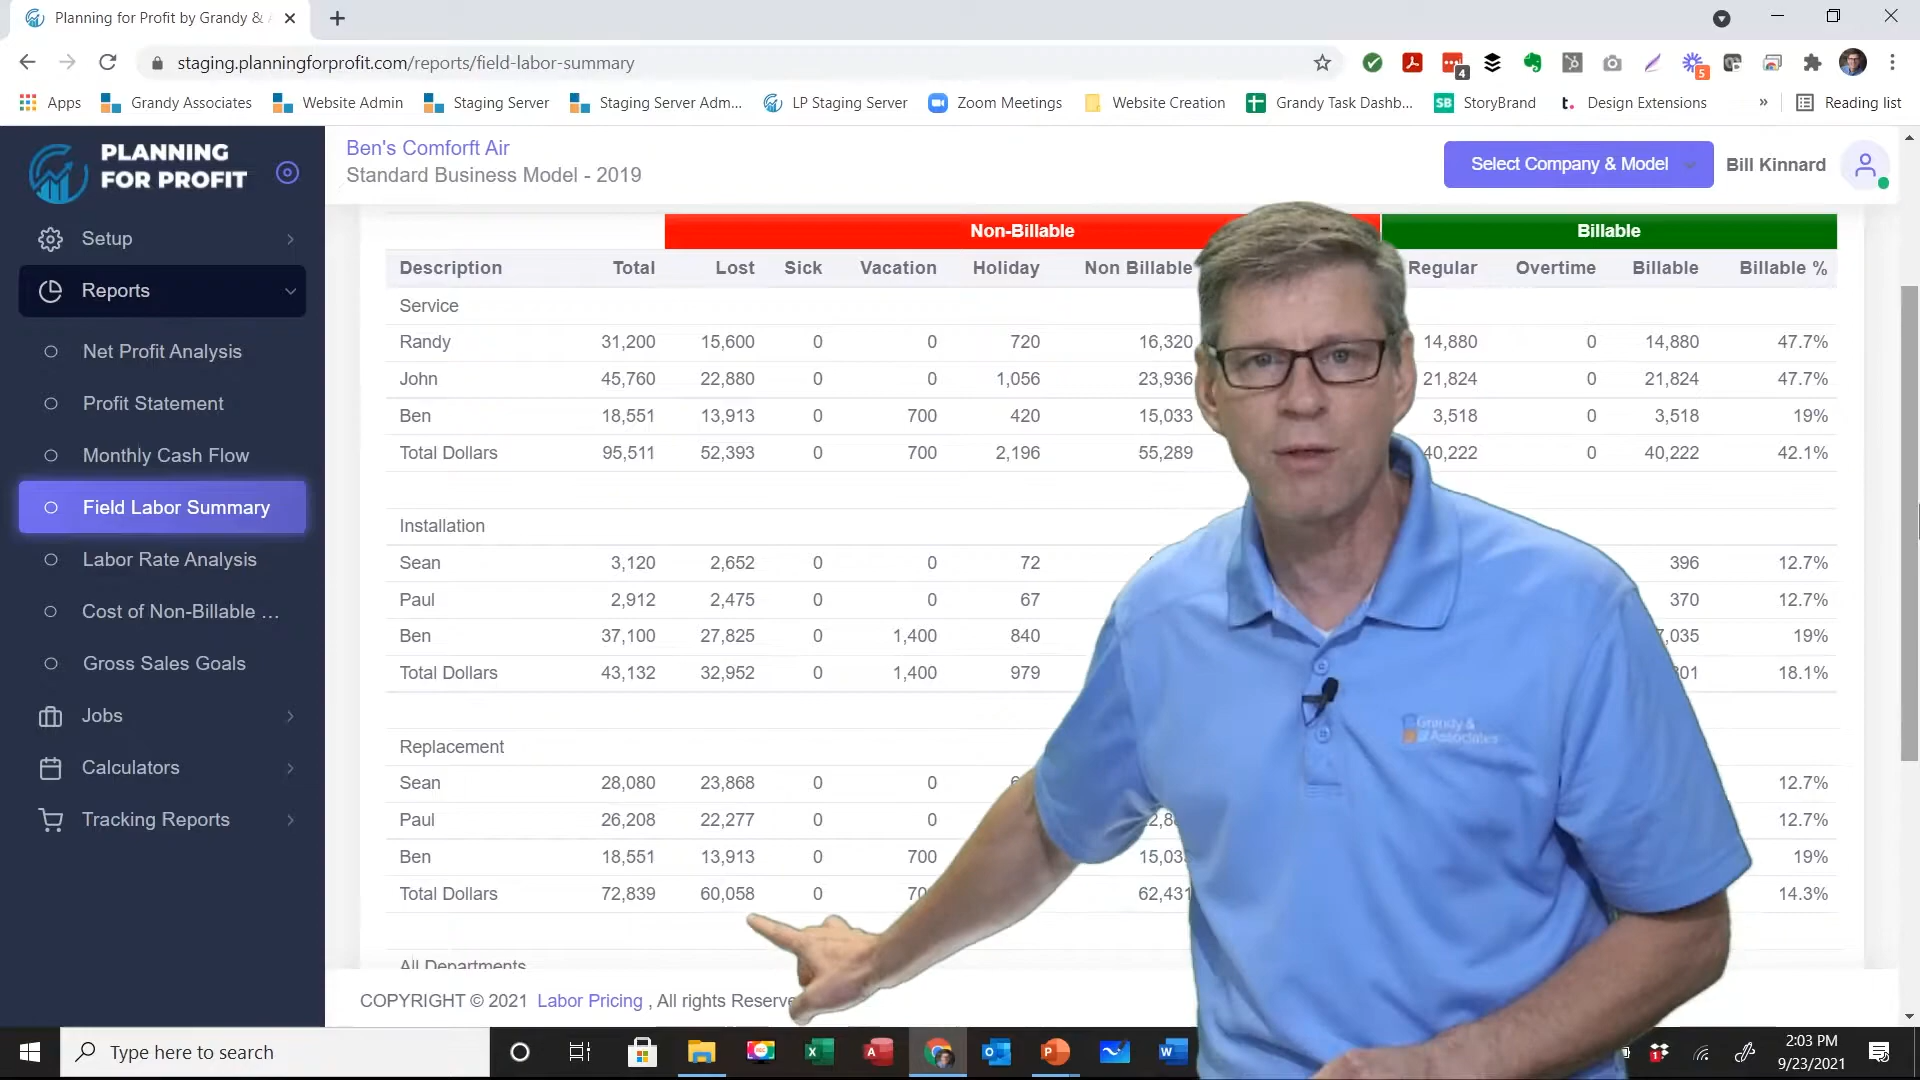 Planning for Profit by Grandy &
staging.planningforprofit.com/reports/field-labor-summary
4
5
Apps Grandy Associates Website Admin Staging Server Staging Server Adm... LP Staging Server Zoom Meetings Website Creation Grandy Task Dashb... SB StoryBrand t. Design Extensions » Reading list
PLANNING
FOR PROFIT
Ben's Comforft Air
Standard Business Model - 2019
Select Company & Model
Bill Kinnard
Setup
Reports
Net Profit Analysis
Profit Statement
Monthly Cash Flow
Field Labor Summary
Labor Rate Analysis
Cost of Non-Billable ...
Gross Sales Goals
Jobs
Calculators
Tracking Reports
Non-Billable Billable
Description Total Lost Sick Vacation Holiday Non Billable Regular Overtime Billable Billable %
Service
Randy 31,200 15,600 0 0 720 16,320 14,880 0 14,880 47.7%
John 45,760 22,880 0 0 1,056 23,936 21,824 0 21,824 47.7%
Ben 18,551 13,913 0 700 420 15,033 3,518 0 3,518 19%
Total Dollars 95,511 52,393 0 700 2,196 55,289 40,222 0 40,222 42.1%
Installation
Sean 3,120 2,652 0 0 72 396 12.7%
Paul 2,912 2,475 0 0 67 370 12.7%
Ben 37,100 27,825 0 1,400 840 19%
Total Dollars 43,132 32,952 0 1,400 979 18.1%
Replacement
Sean 28,080 23,868 0 0 12.7%
Paul 26,208 22,277 0 0 12.7%
Ben 18,551 13,913 0 700 19%
Total Dollars 72,839 60,058 0 62,431 14.3%
All Departments
COPYRIGHT © 2021 Labor Pricing , All rights
Grandy &
Associates
Type here to search
2:03 PM
9/23/2021